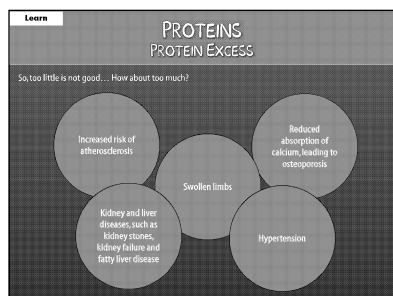 Learn
PROTEINS
PROTEIN EXCESS
So, too little is not good... How about too much?
Increased risk of
atherosclerosis
Reduced
absorption of
calcium, leading to
osteoporosis
Swollen limbs
Kidney and liver
diseases, such as
kidney stones,
kidney failure and
fatty liver disease
Hypertension